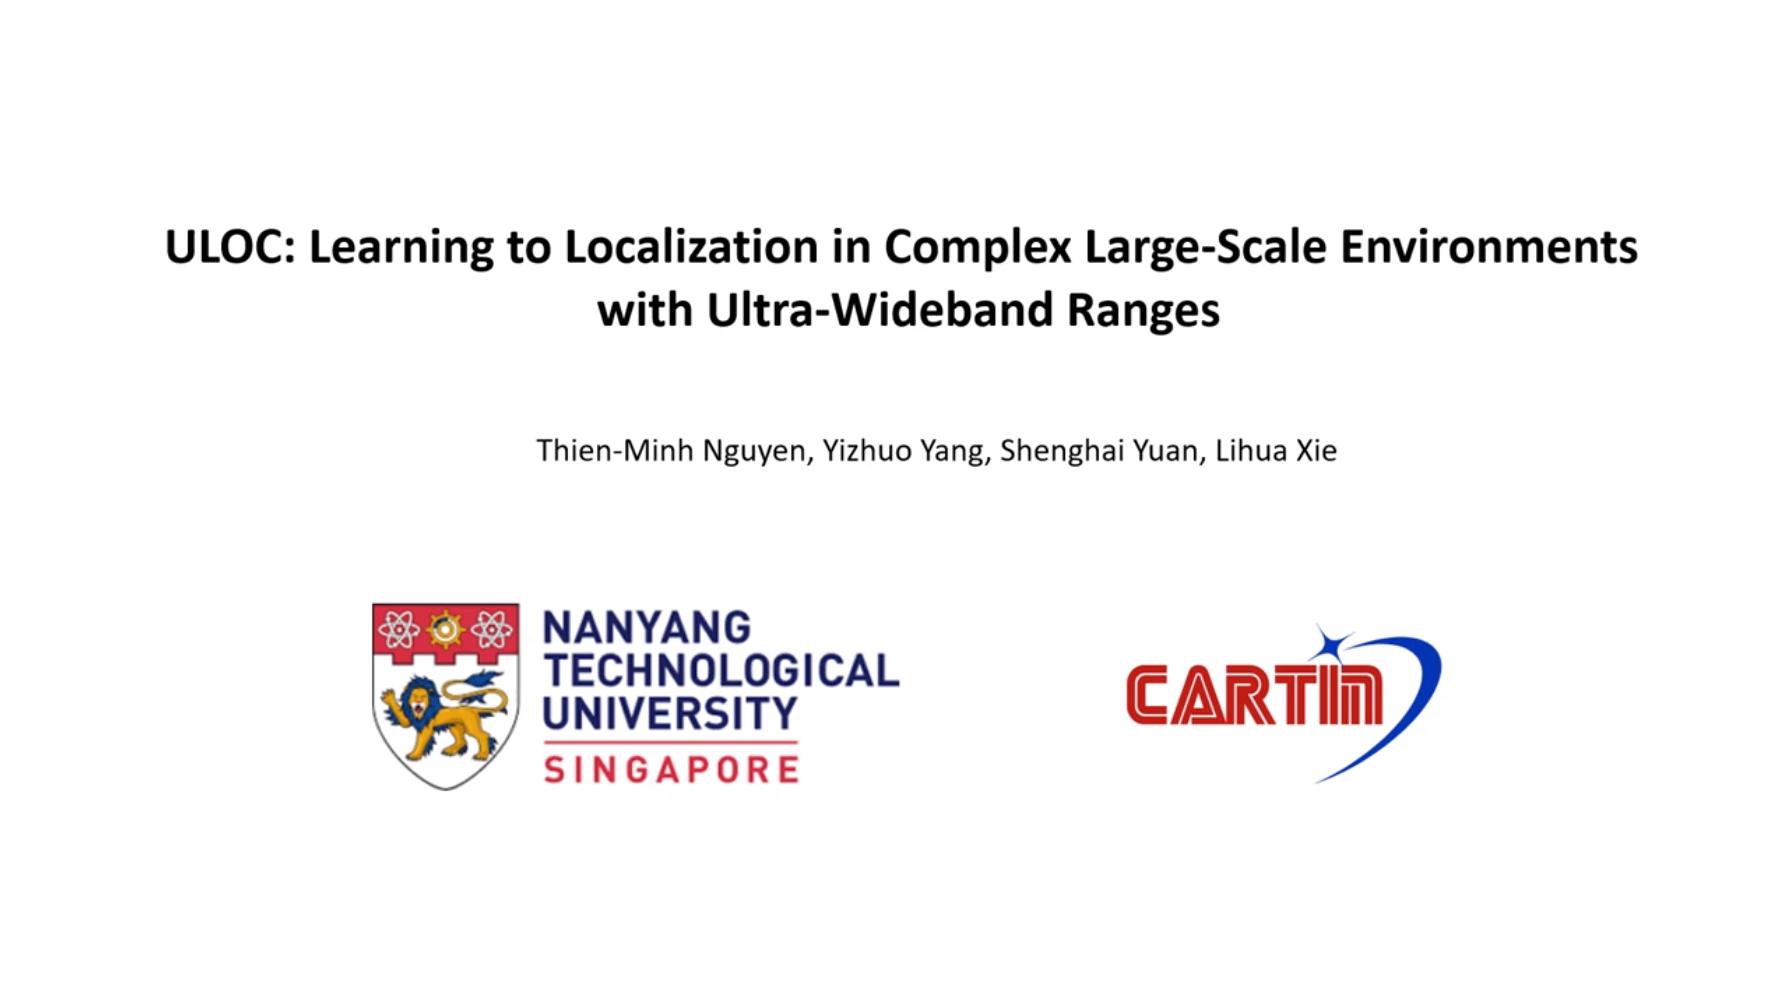 ULOC: Learning to Localization in Complex Large-Scale Environments
with Ultra-Wideband Ranges
Thien-Minh Nguyen, Yizhuo Yang, Shenghai Yuan, Lihua Xie
NANYANG
TECHNOLOGICAL
UNIVERSITY
SINGAPORE
CARTIN